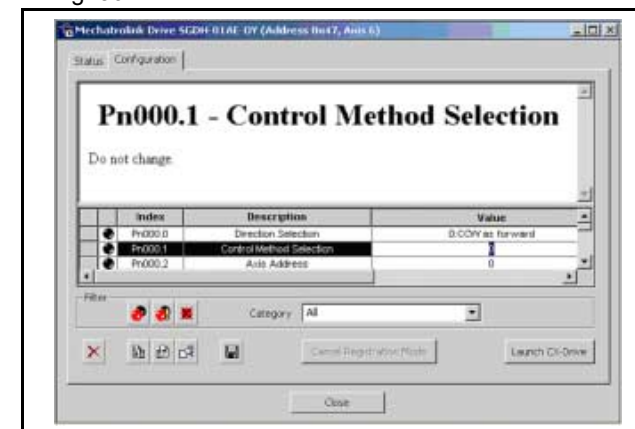 Mechatrolink Drive SGDH-01AE-OY (Address 0x47, Axis 6)
Status Configuration
Pn000.1 - Control Method Selection
Do not change
Index Description Value
Pn000.0 Direction Selection 0:CCW as forward
Pn000.1 Control Method Selection 0
Pn000.2 Axis Address 0
Filter
Category All
Cancel Registration Mode Launch CX-Drive
Close